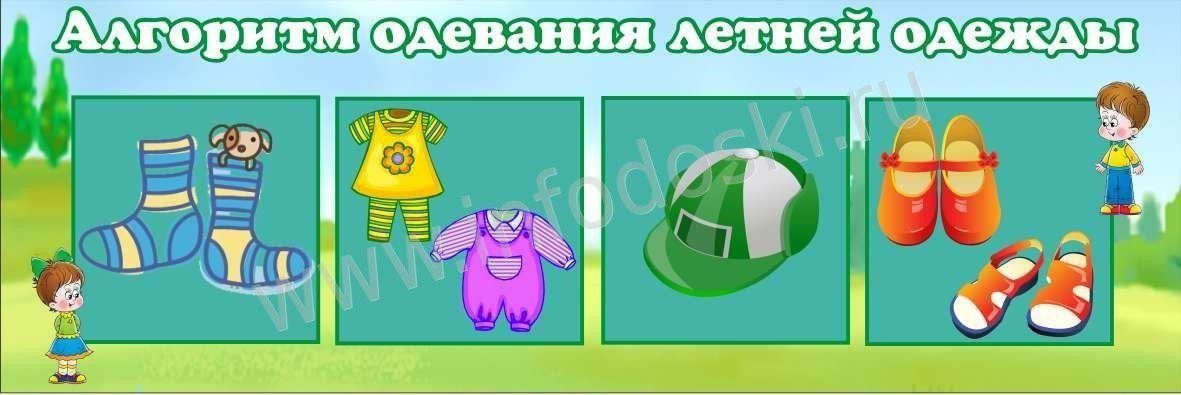 Алгоритм одевания летней одежды
www.infodoski.ru